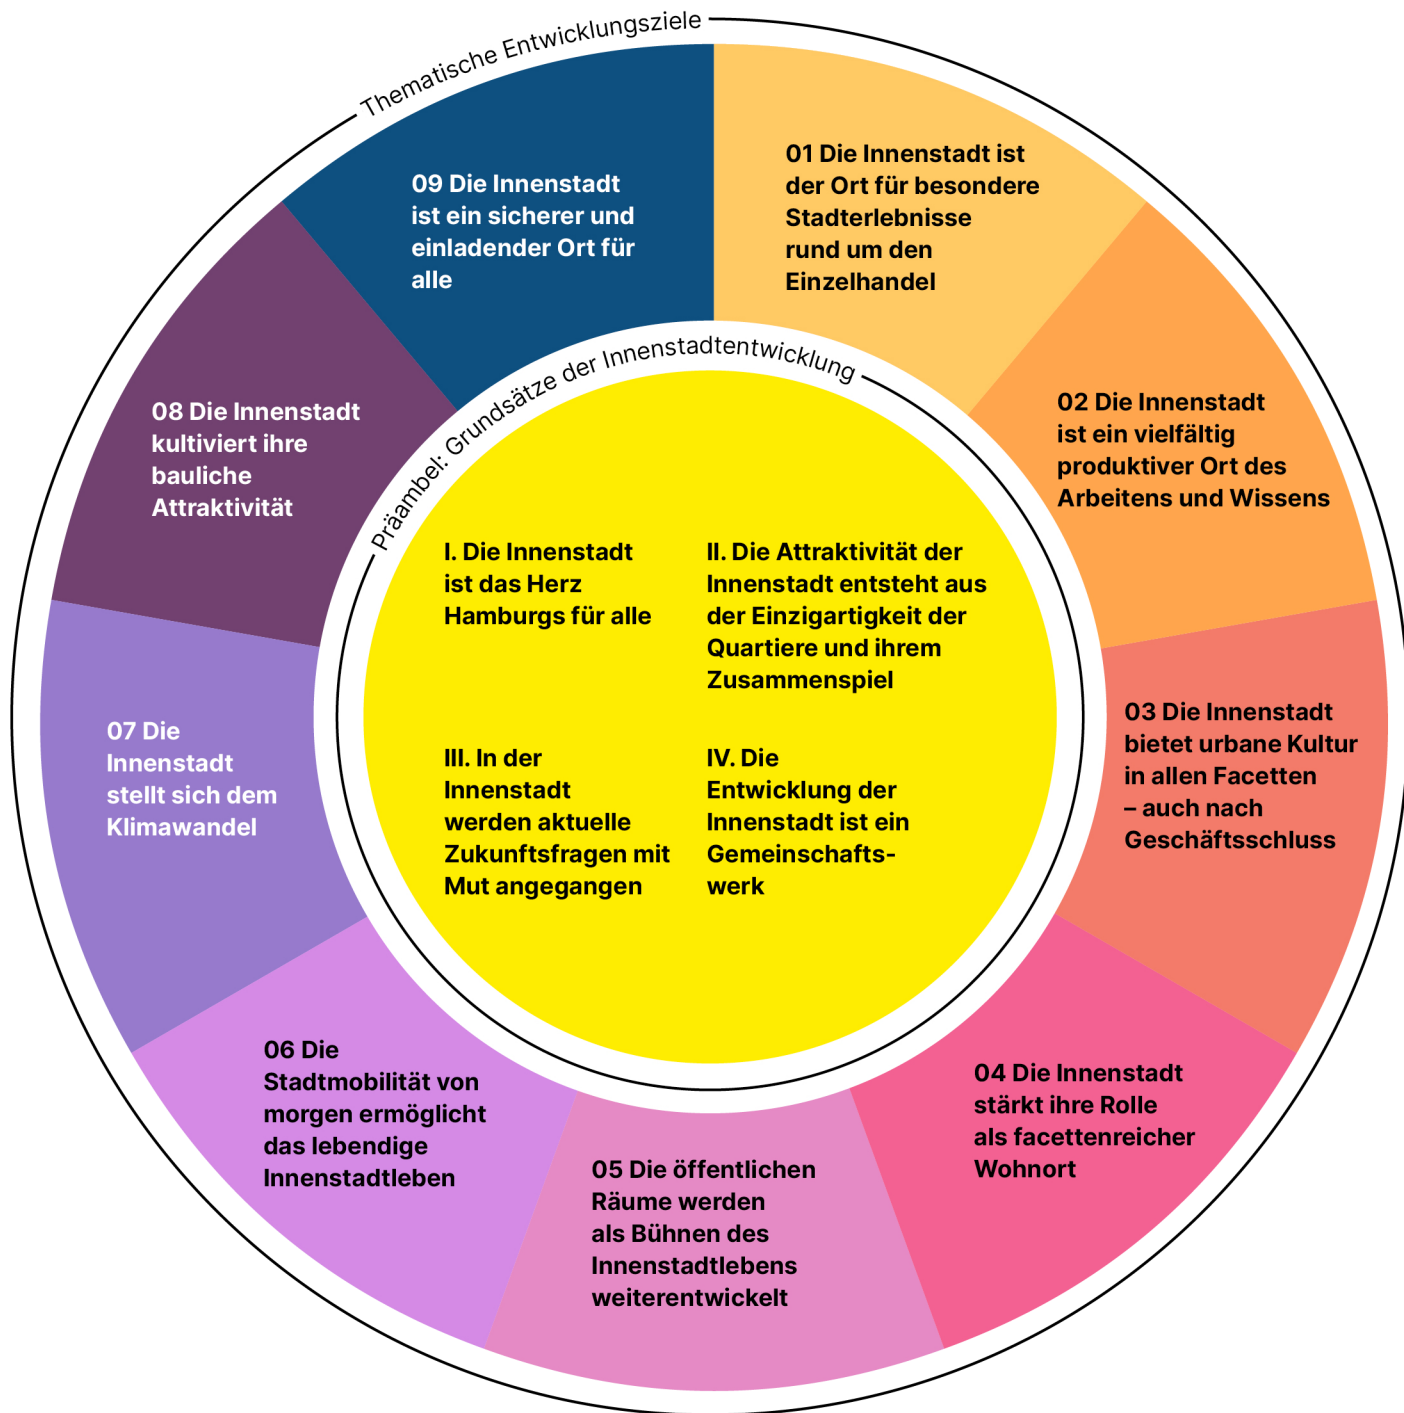 Thematische Entwicklungsziele
01 Die Innenstadt ist
der Ort für besondere
Stadterlebnisse
rund um den
Einzelhandel
02 Die Innenstadt
ist ein vielfältig
produktiver Ort des
Arbeitens und Wissens
03 Die Innenstadt
bietet urbane Kultur
in allen Facetten
– auch nach
Geschäftsschluss
04 Die Innenstadt
stärkt ihre Rolle
als facettenreicher
Wohnort
05 Die öffentlichen
Räume werden
als Bühnen des
Innenstadtlebens
weiterentwickelt
06 Die
Stadtmobilität von
morgen ermöglicht
das lebendige
Innenstadtleben
07 Die
Innenstadt
stellt sich dem
Klimawandel
08 Die Innenstadt
kultiviert ihre
bauliche
Attraktivität
09 Die Innenstadt
ist ein sicherer und
einladender Ort für
alle
Präambel: Grundsätze der Innenstadtentwicklung
I. Die Innenstadt
ist das Herz
Hamburgs für alle
II. Die Attraktivität der
Innenstadt entsteht aus
der Einzigartigkeit der
Quartiere und ihrem
Zusammenspiel
III. In der
Innenstadt
werden aktuelle
Zukunftsfragen mit
Mut angegangen
IV. Die
Entwicklung der
Innenstadt ist ein
Gemeinschafts-
werk